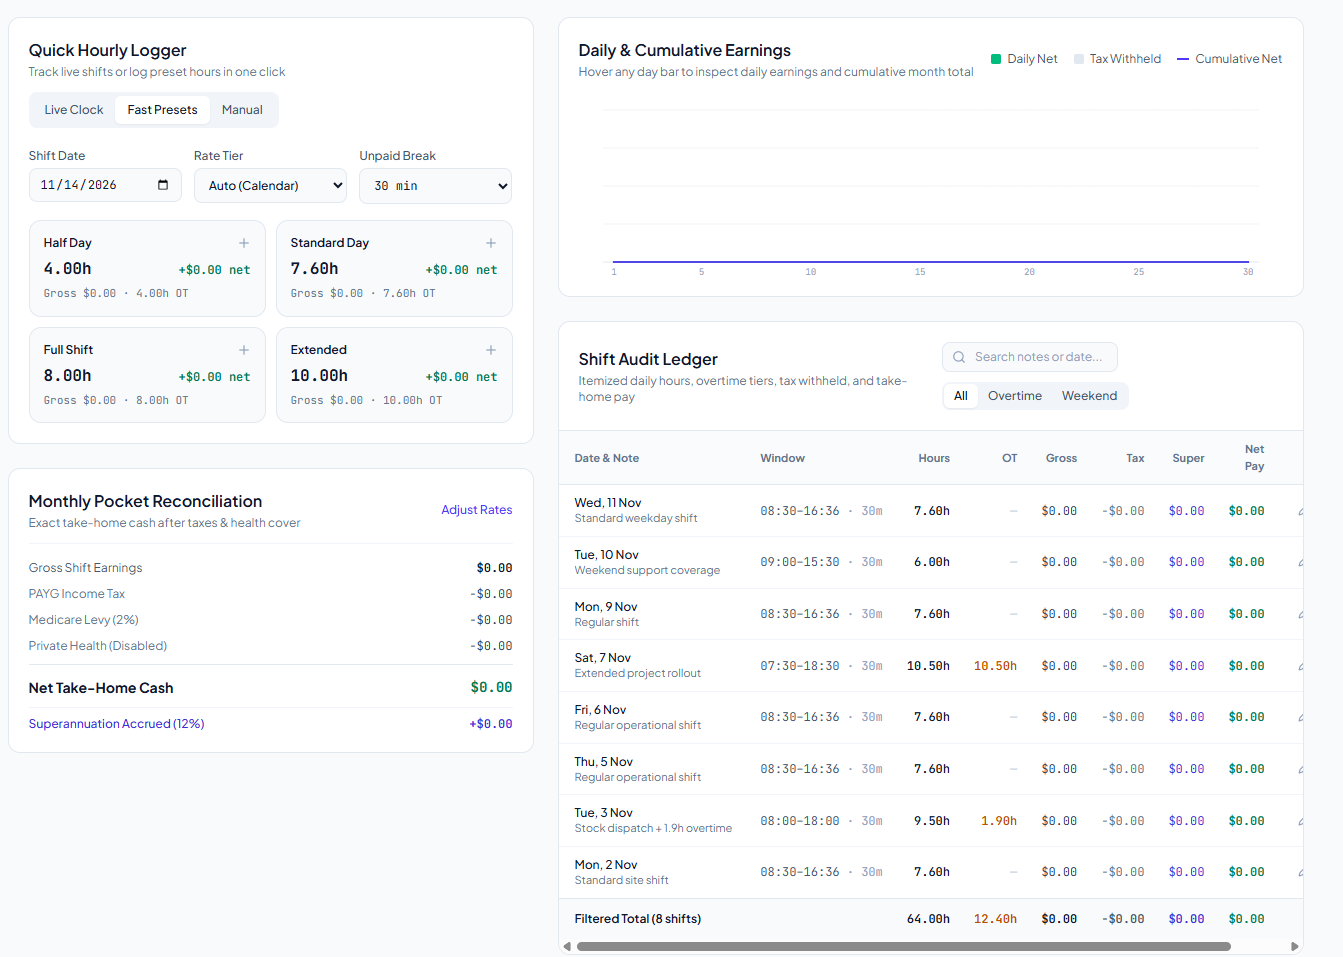 Quick Hourly Logger
Track live shifts or log preset hours in one click
Live Clock Fast Presets Manual
Shift Date Rate Tier Unpaid Break
11/14/2026 Auto (Calendar) 30 min
Half Day
4.00h +$0.00 net
Gross $0.00 · 4.00h OT
Standard Day
7.60h +$0.00 net
Gross $0.00 · 7.60h OT
Full Shift
8.00h +$0.00 net
Gross $0.00 · 8.00h OT
Extended
10.00h +$0.00 net
Gross $0.00 · 10.00h OT
Monthly Pocket Reconciliation
Exact take-home cash after taxes & health cover
Adjust Rates
Gross Shift Earnings $0.00
PAYG Income Tax -$0.00
Medicare Levy (2%) -$0.00
Private Health (Disabled) -$0.00
Net Take-Home Cash $0.00
Superannuation Accrued (12%) +$0.00
Daily & Cumulative Earnings
Hover any day bar to inspect daily earnings and cumulative month total
Daily Net Tax Withheld Cumulative Net
1 5 10 15 20 25 30
Shift Audit Ledger
Itemized daily hours, overtime tiers, tax withheld, and take-
home pay
Search notes or date...
All Overtime Weekend
Date & Note Window Hours OT Gross Tax Super Net
Pay
Wed, 11 Nov
Standard weekday shift
08:30–16:36 · 30m 7.60h — $0.00 -$0.00 $0.00 $0.00
Tue, 10 Nov
Weekend support coverage
09:00–15:30 · 30m 6.00h — $0.00 -$0.00 $0.00 $0.00
Mon, 9 Nov
Regular shift
08:30–16:36 · 30m 7.60h — $0.00 -$0.00 $0.00 $0.00
Sat, 7 Nov
Extended project rollout
07:30–18:30 · 30m 10.50h 10.50h $0.00 -$0.00 $0.00 $0.00
Fri, 6 Nov
Regular operational shift
08:30–16:36 · 30m 7.60h — $0.00 -$0.00 $0.00 $0.00
Thu, 5 Nov
Regular operational shift
08:30–16:36 · 30m 7.60h — $0.00 -$0.00 $0.00 $0.00
Tue, 3 Nov
Stock dispatch + 1.9h overtime
08:00–18:00 · 30m 9.50h 1.90h $0.00 -$0.00 $0.00 $0.00
Mon, 2 Nov
Standard site shift
08:30–16:36 · 30m 7.60h — $0.00 -$0.00 $0.00 $0.00
Filtered Total (8 shifts) 64.00h 12.40h $0.00 -$0.00 $0.00 $0.00